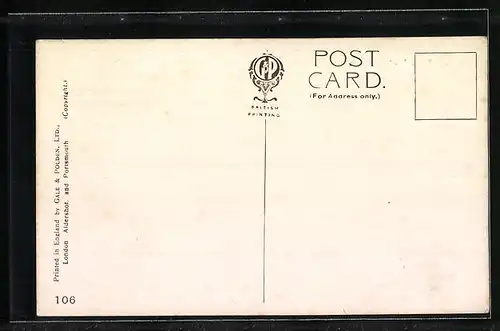 POST
CARD.
(For Address only.)
BRITISH
PRINTING
Printed in England by GALE & POLDEN, LTD.,
London Aldershot, and Portsmouth (Copyright.)
106